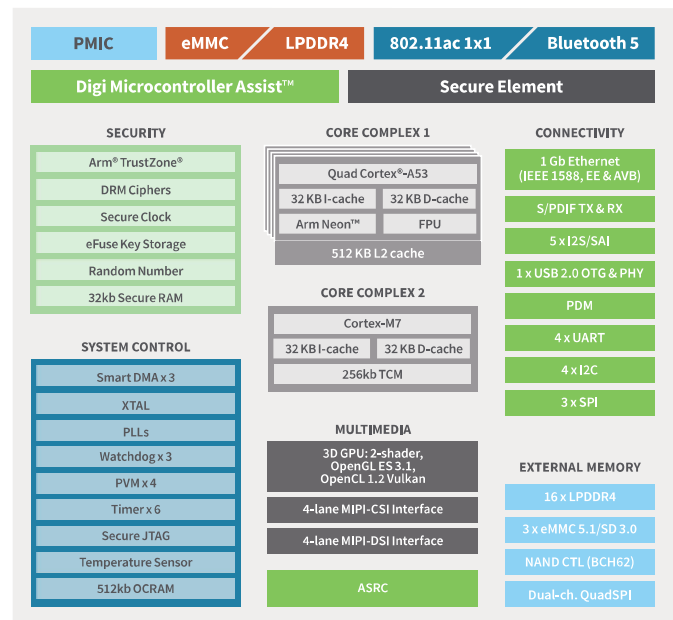 PMIC
eMMC
LPDDR4
802.11ac 1x1
Bluetooth 5
Digi Microcontroller Assist™
Secure Element
SECURITY
Arm® TrustZone®
DRM Ciphers
Secure Clock
eFuse Key Storage
Random Number
32kb Secure RAM
SYSTEM CONTROL
Smart DMA x 3
XTAL
PLLs
Watchdog x 3
PVM x 4
Timer x 6
Secure JTAG
Temperature Sensor
512kb OCRAM
CORE COMPLEX 1
Quad Cortex®-A53
32 KB I-cache
32 KB D-cache
Arm Neon™
FPU
512 KB L2 cache
CORE COMPLEX 2
Cortex-M7
32 KB I-cache
32 KB D-cache
256kb TCM
MULTIMEDIA
3D GPU: 2-shader,
OpenGL ES 3.1,
OpenCL 1.2 Vulkan
4-lane MIPI-CSI Interface
4-lane MIPI-DSI Interface
ASRC
CONNECTIVITY
1 Gb Ethernet
(IEEE 1588, EE & AVB)
S/PDIF TX & RX
5 x I2S/SAI
1 x USB 2.0 OTG & PHY
PDM
4 x UART
4 x I2C
3 x SPI
EXTERNAL MEMORY
16 x LPDDR4
3 x eMMC 5.1/SD 3.0
NAND CTL (BCH62)
Dual-ch. QuadSPI